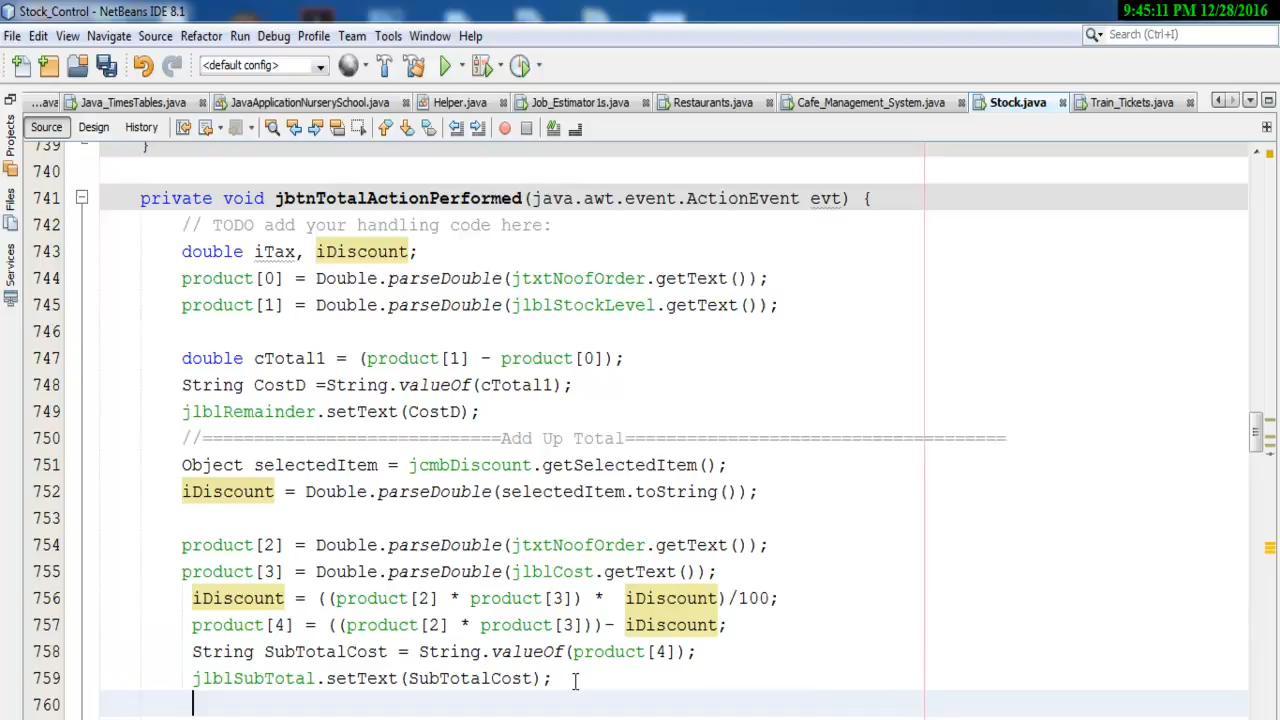 Stock_Control - NetBeans IDE 8.1
9:45:11 PM 12/28/2016
File Edit View Navigate Source Refactor Run Debug Profile Team Tools Window Help
Search (Ctrl+I)
<default config>
...ava Java_TimesTables.java JavaApplicationNurserySchool.java Helper.java Job_Estimator1s.java Restaurants.java Cafe_Management_System.java Stock.java Train_Tickets.java
Source Design History
Projects
Files
Services
739 }
740
741 private void jbtnTotalActionPerformed(java.awt.event.ActionEvent evt) {
742 // TODO add your handling code here:
743 double iTax, iDiscount;
744 product[0] = Double.parseDouble(jtxtNoofOrder.getText());
745 product[1] = Double.parseDouble(jlblStockLevel.getText());
746
747 double cTotal1 = (product[1] - product[0]);
748 String CostD =String.valueOf(cTotal1);
749 jlblRemainder.setText(CostD);
750 //=============================Add Up Total=====================================
751 Object selectedItem = jcmbDiscount.getSelectedItem();
752 iDiscount = Double.parseDouble(selectedItem.toString());
753
754 product[2] = Double.parseDouble(jtxtNoofOrder.getText());
755 product[3] = Double.parseDouble(jlblCost.getText());
756 iDiscount = ((product[2] * product[3]) * iDiscount)/100;
757 product[4] = ((product[2] * product[3]))- iDiscount;
758 String SubTotalCost = String.valueOf(product[4]);
759 jlblSubTotal.setText(SubTotalCost);
760